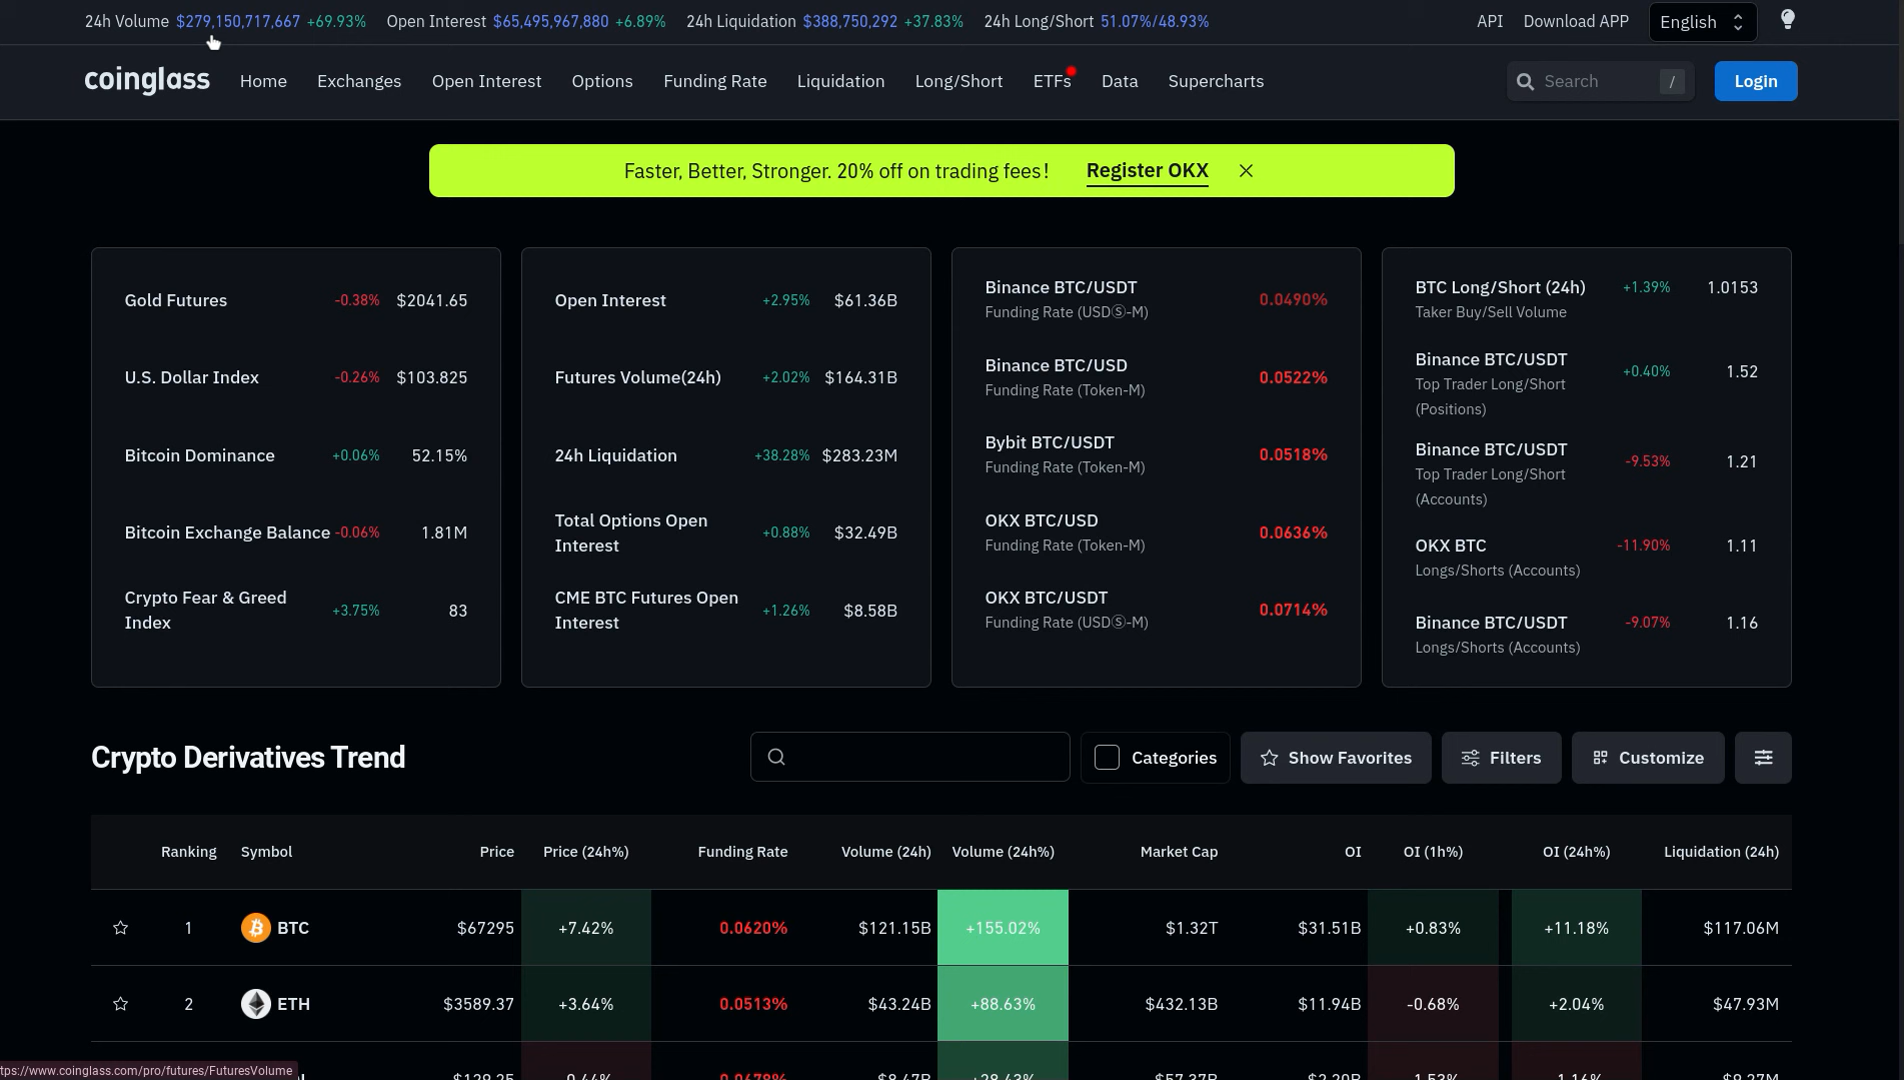 24h Volume $279,150,717,667 +69.93% Open Interest $65,495,967,880 +6.89% 24h Liquidation $388,750,292 +37.83% 24h Long/Short 51.07%/48.93% API Download APP English
coinglass Home Exchanges Open Interest Options Funding Rate Liquidation Long/Short ETFs Data Supercharts Search / Login
Faster, Better, Stronger. 20% off on trading fees! Register OKX
Gold Futures -0.38% $2041.65
U.S. Dollar Index -0.26% $103.825
Bitcoin Dominance +0.06% 52.15%
Bitcoin Exchange Balance -0.06% 1.81M
Crypto Fear & Greed
Index
+3.75% 83
Open Interest +2.95% $61.36B
Futures Volume(24h) +2.02% $164.31B
24h Liquidation +38.28% $283.23M
Total Options Open
Interest
+0.88% $32.49B
CME BTC Futures Open
Interest
+1.26% $8.58B
Binance BTC/USDT
Funding Rate (USDⓈ-M)
0.0490%
Binance BTC/USD
Funding Rate (Token-M)
0.0522%
Bybit BTC/USDT
Funding Rate (Token-M)
0.0518%
OKX BTC/USD
Funding Rate (Token-M)
0.0636%
OKX BTC/USDT
Funding Rate (USDⓈ-M)
0.0714%
BTC Long/Short (24h) +1.39% 1.0153
Taker Buy/Sell Volume
Binance BTC/USDT
Top Trader Long/Short
(Positions)
+0.40% 1.52
Binance BTC/USDT
Top Trader Long/Short
(Accounts)
-9.53% 1.21
OKX BTC -11.90% 1.11
Longs/Shorts (Accounts)
Binance BTC/USDT -9.07% 1.16
Longs/Shorts (Accounts)
Crypto Derivatives Trend Categories Show Favorites Filters Customize
Ranking Symbol Price Price (24h%) Funding Rate Volume (24h) Volume (24h%) Market Cap OI OI (1h%) OI (24h%) Liquidation (24h)
1 BTC $67295 +7.42% 0.0620% $121.15B +155.02% $1.32T $31.51B +0.83% +11.18% $117.06M
2 ETH $3589.37 +3.64% 0.0513% $43.24B +88.63% $432.13B $11.94B -0.68% +2.04% $47.93M
tps://www.coinglass.com/pro/futures/FuturesVolume